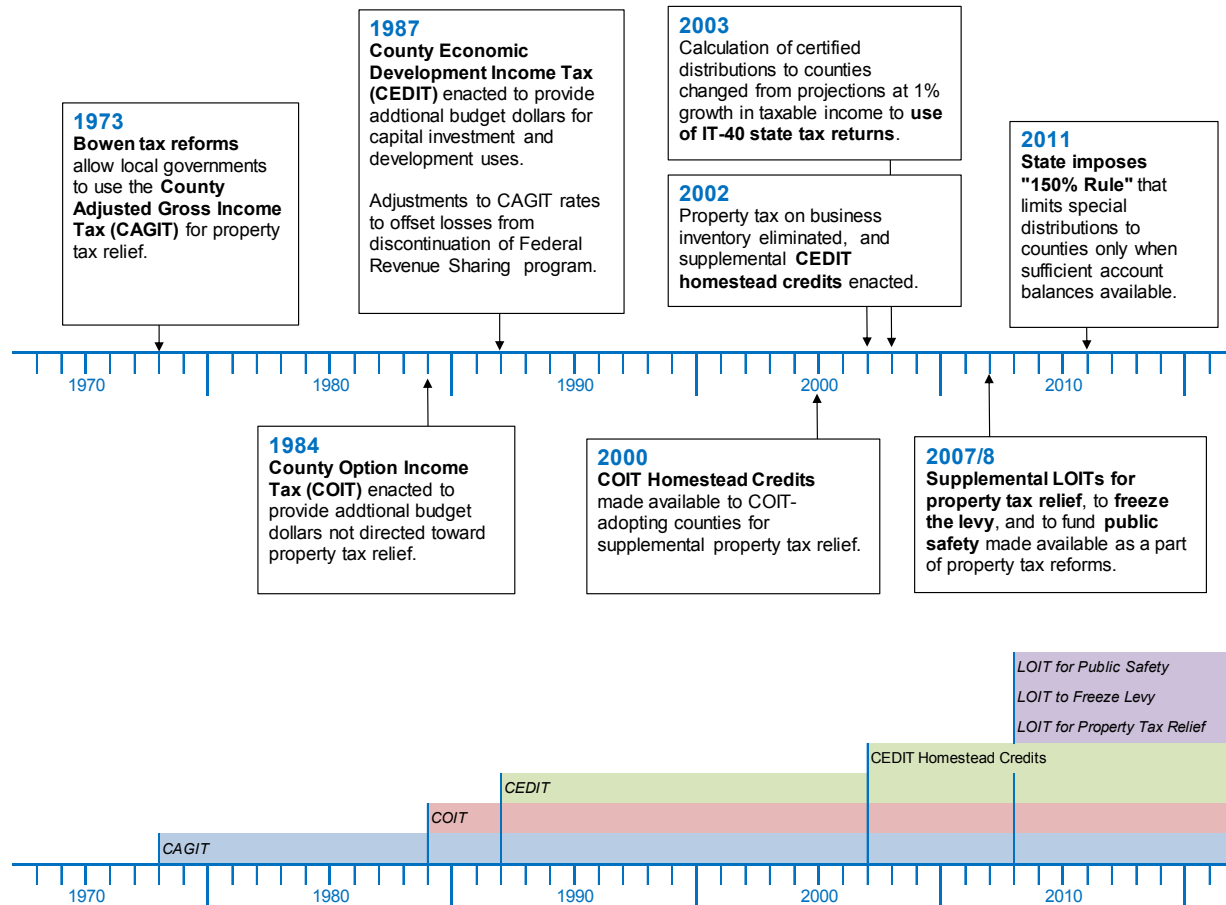 1973
Bowen tax reforms
allow local governments
to use the County
Adjusted Gross Income
Tax (CAGIT) for property
tax relief.
1987
County Economic
Development Income Tax
(CEDIT) enacted to provide
addtional budget dollars for
capital investment and
development uses.
Adjustments to CAGIT rates
to offset losses from
discontinuation of Federal
Revenue Sharing program.
2003
Calculation of certified
distributions to counties
changed from projections at 1%
growth in taxable income to use
of IT-40 state tax returns.
2002
Property tax on business
inventory eliminated, and
supplemental CEDIT
homestead credits enacted.
2011
State imposes
"150% Rule" that
limits special
distributions to
counties only when
sufficient account
balances available.
1970 1980 1990 2000 2010
1984
County Option Income
Tax (COIT) enacted to
provide addtional budget
dollars not directed toward
property tax relief.
2000
COIT Homestead Credits
made available to COIT-
adopting counties for
supplemental property tax relief.
2007/8
Supplemental LOITs for
property tax relief, to freeze
the levy, and to fund public
safety made available as a part
of property tax reforms.
LOIT for Public Safety
LOIT to Freeze Levy
LOIT for Property Tax Relief
CEDIT Homestead Credits
CEDIT
COIT
CAGIT
1970 1980 1990 2000 2010